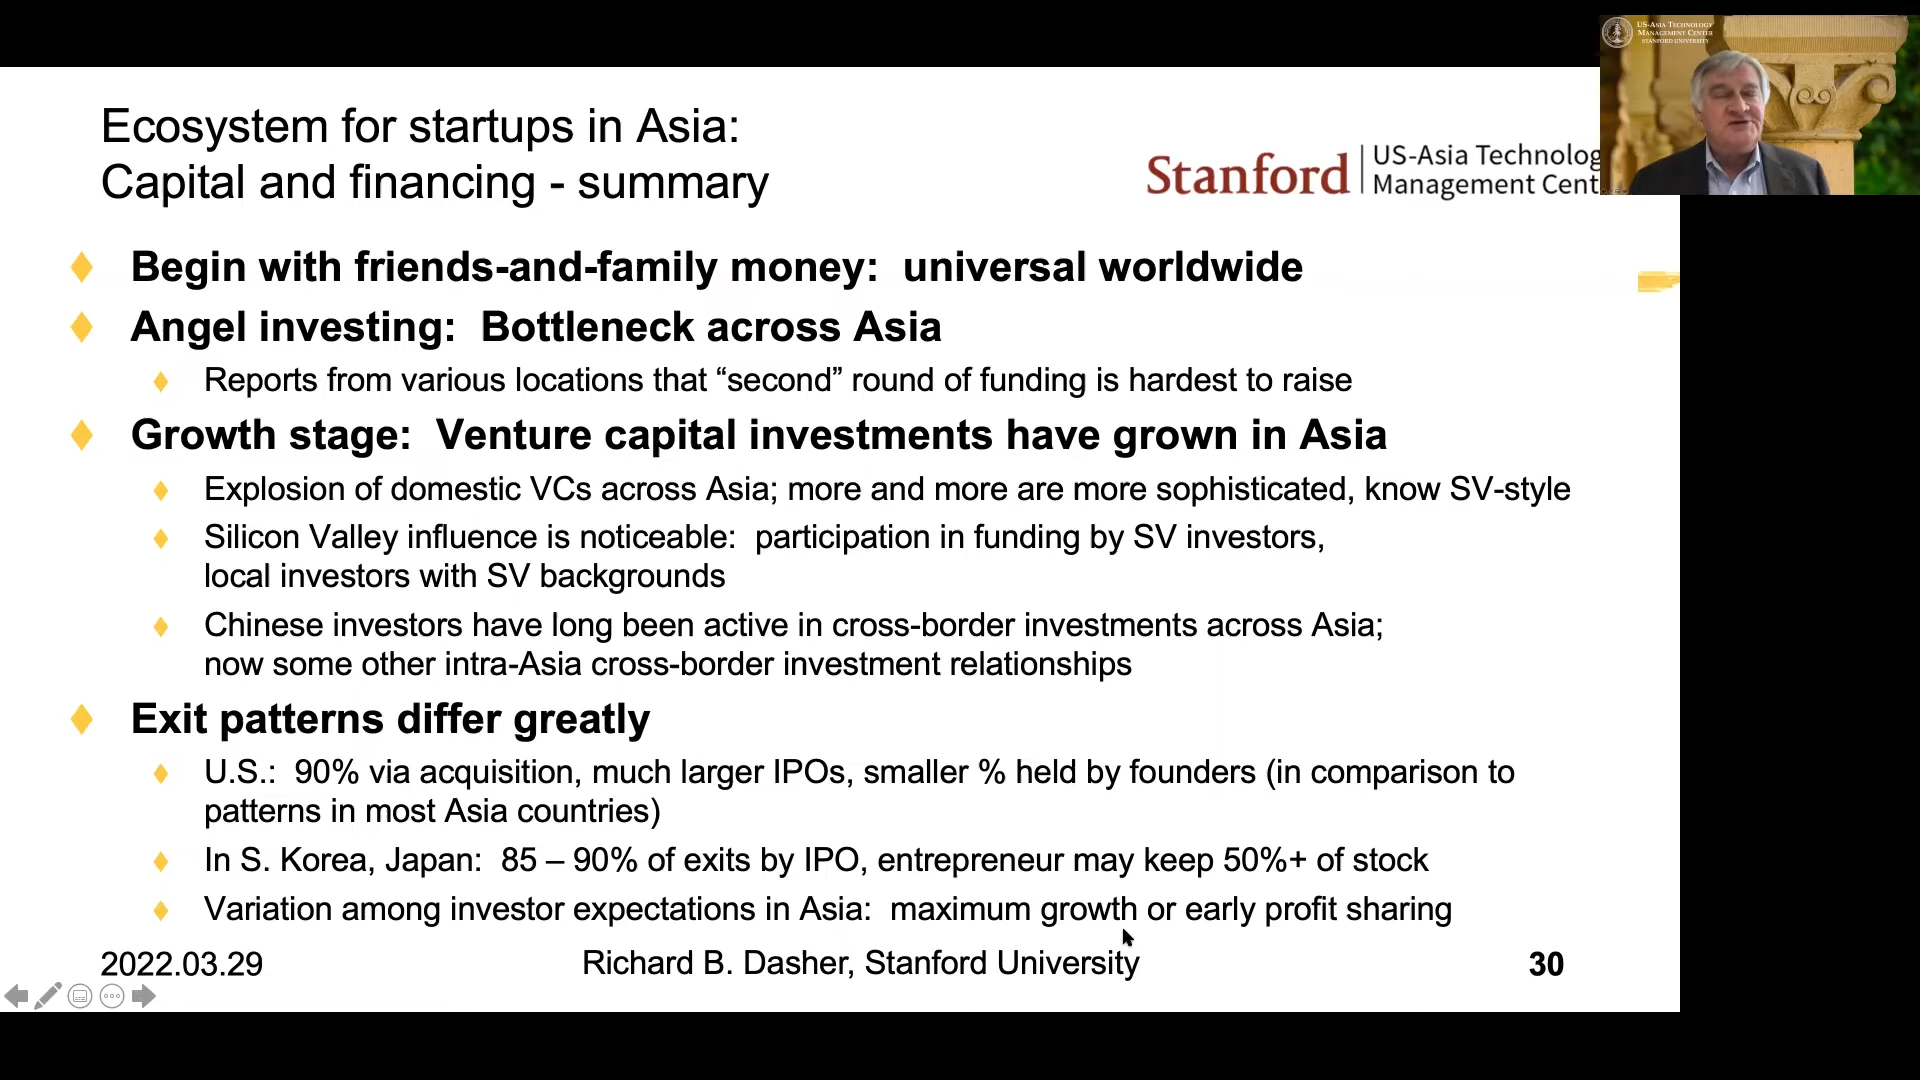 US-Asia Technology
Management Center
Stanford University
Ecosystem for startups in Asia:
Capital and financing - summary
Stanford
US-Asia Technolog
Management Cent
Begin with friends-and-family money:  universal worldwide
Angel investing:  Bottleneck across Asia
Reports from various locations that “second” round of funding is hardest to raise
Growth stage:  Venture capital investments have grown in Asia
Explosion of domestic VCs across Asia; more and more are more sophisticated, know SV-style
Silicon Valley influence is noticeable:  participation in funding by SV investors,
local investors with SV backgrounds
Chinese investors have long been active in cross-border investments across Asia;
now some other intra-Asia cross-border investment relationships
Exit patterns differ greatly
U.S.:  90% via acquisition, much larger IPOs, smaller % held by founders (in comparison to
patterns in most Asia countries)
In S. Korea, Japan:  85 – 90% of exits by IPO, entrepreneur may keep 50%+ of stock
Variation among investor expectations in Asia:  maximum growth or early profit sharing
2022.03.29
Richard B. Dasher, Stanford University
30